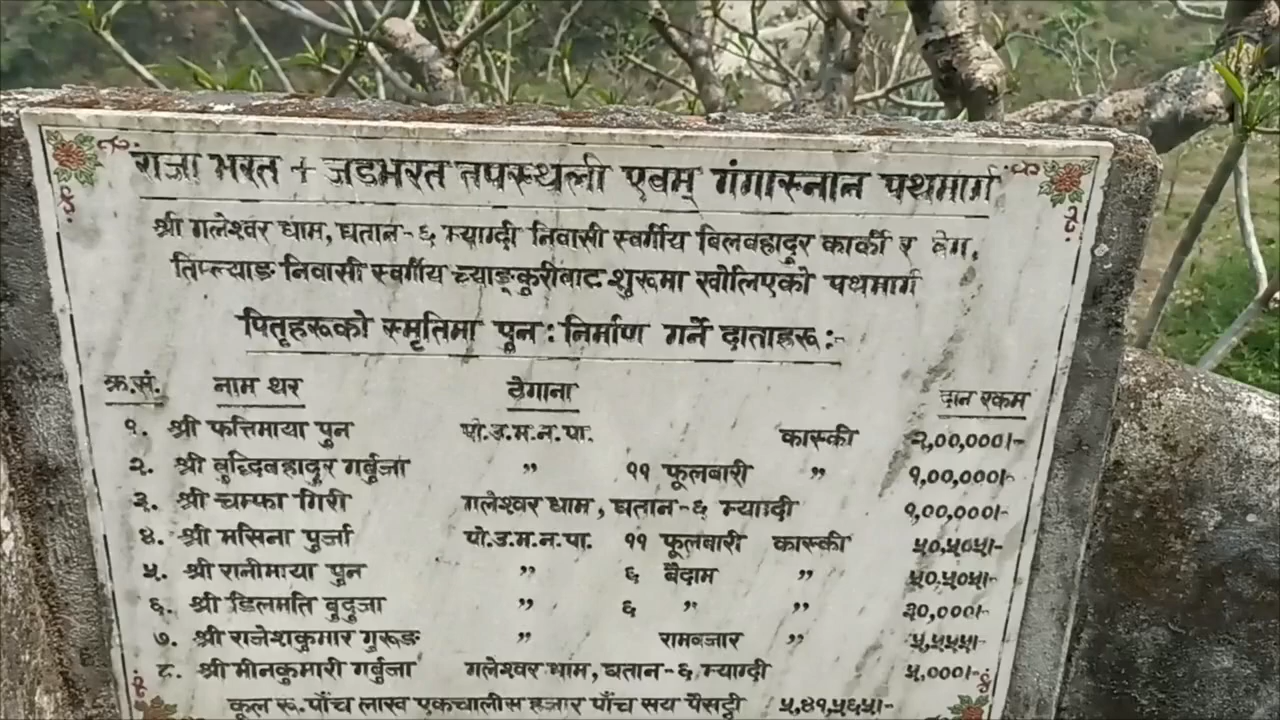 राजा भरत + जडभरत तपस्थली एवम् गंगास्नान पथमार्ग
श्री गलेश्वर धाम, घतान-६ म्याग्दी निवासी स्वर्गीय विलबहादुर कार्की र बेग,
तिप्ल्याङ निवासी स्वर्गीय च्याङ्कुरीबाट शुरूमा खोलिएको पथमार्ग
पितृहरूको स्मृतिमा पुन : निर्माण गर्ने दाताहरू :-
क्र.सं. नाम थर ठेगाना दान रकम
१. श्री फत्तिमाया पुन पो.उ.म.न.पा. कास्की २,००,०००।-
२. श्री बुद्धिबहादुर गर्बुजा ” ११ फूलबारी ” १,००,०००।-
३. श्री चम्फा गिरी गलेश्वर धाम, घतान-६ म्याग्दी १,००,०००।-
४. श्री मसिना पुर्जा पो.उ.म.न.पा. ११ फूलबारी कास्की ५०,५०५।-
५. श्री रानीमाया पुन ” ६ बैदाम ” ५०,५०५।-
६. श्री डिलमति बुदुजा ” ६ ” ” ३०,०००।-
७. श्री राजेशकुमार गुरूङ ” रामबजार ” ५,५५५।-
८. श्री मीनकुमारी गर्बुजा गलेश्वर धाम, घतान-६ म्याग्दी ५,०००।-
कूल रू. पाँच लाख एकचालीस हजार पाँच सय पैसट्ठी ५,४१,५६५।-